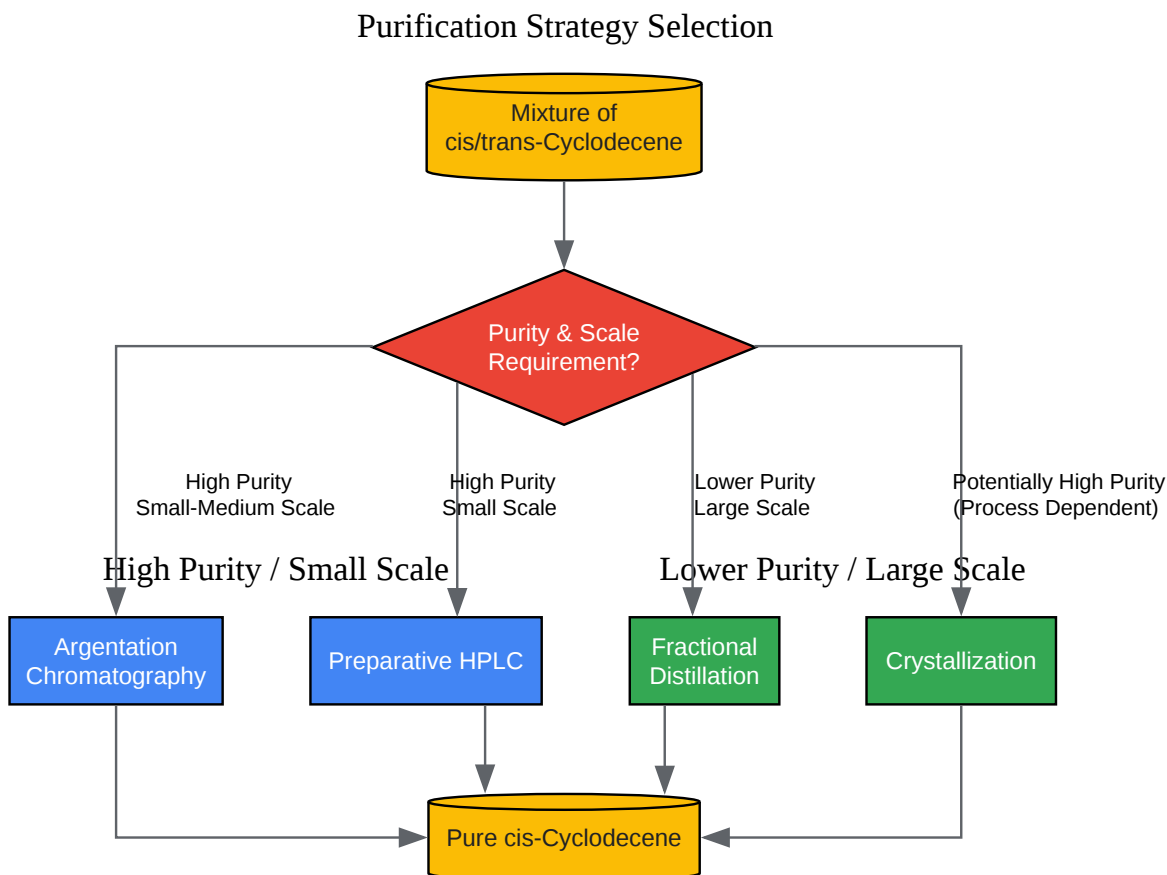 Purification Strategy Selection
Mixture of
cis/trans-Cyclodecene
Purity & Scale
Requirement?
High Purity
Small-Medium Scale
High Purity
Small Scale
Lower Purity
Large Scale
Potentially High Purity
(Process Dependent)
High Purity / Small Scale
Lower Purity / Large Scale
Argentation
Chromatography
Preparative HPLC
Fractional
Distillation
Crystallization
Pure cis-Cyclodecene